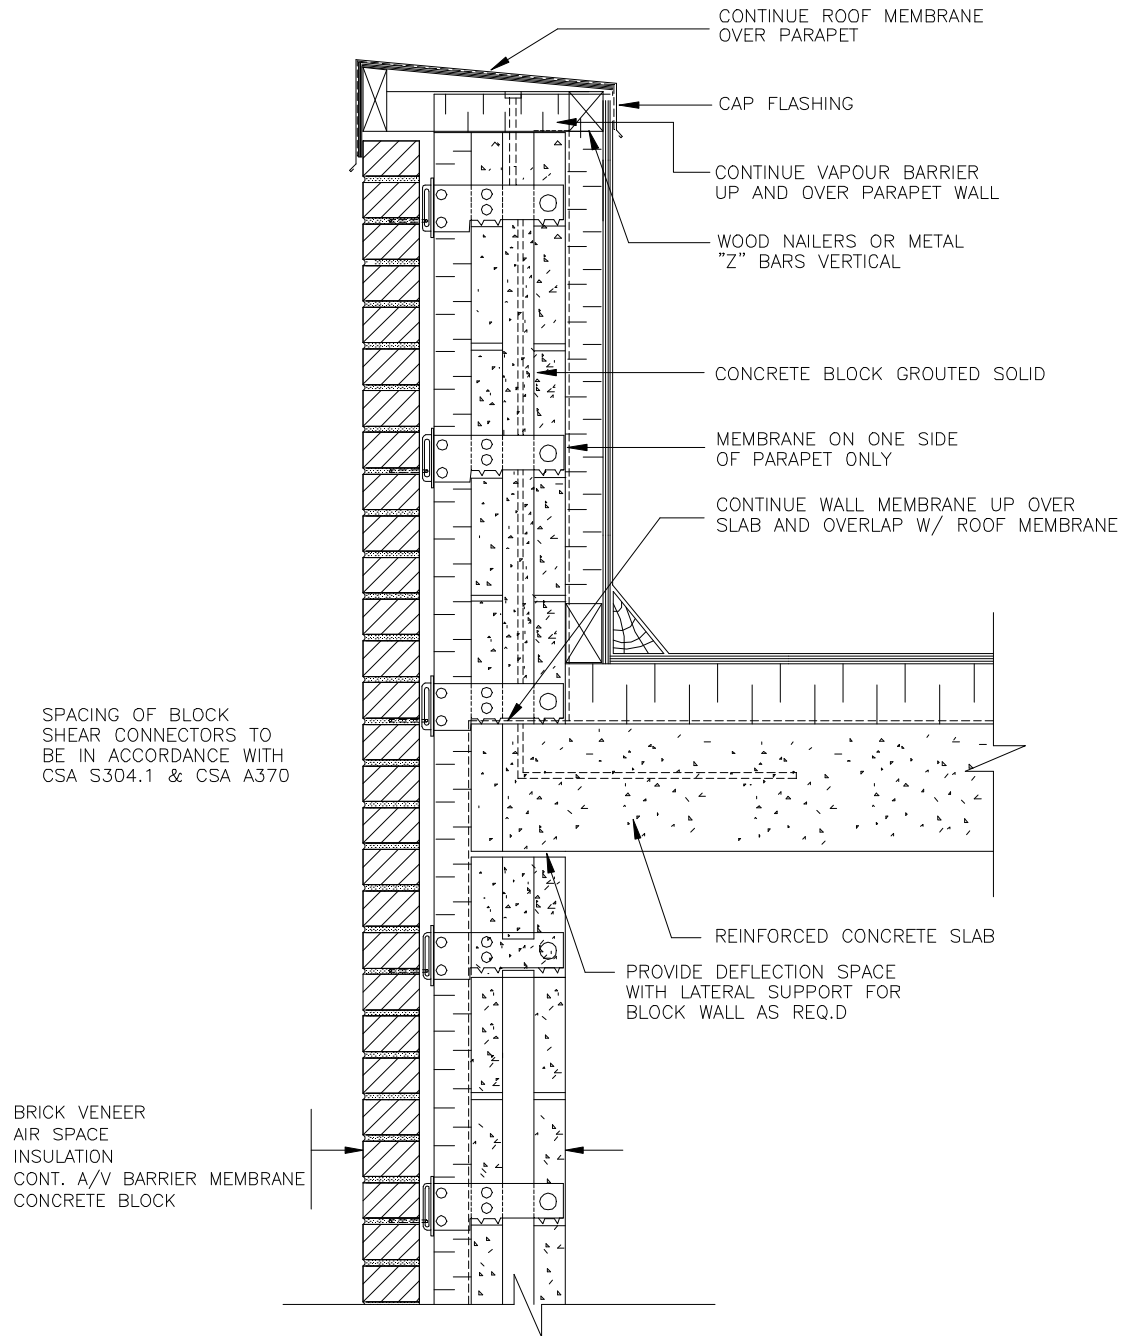 CONTINUE ROOF MEMBRANE
OVER PARAPET
CAP FLASHING
CONTINUE VAPOUR BARRIER
UP AND OVER PARAPET WALL
WOOD NAILERS OR METAL
"Z" BARS VERTICAL
CONCRETE BLOCK GROUTED SOLID
MEMBRANE ON ONE SIDE
OF PARAPET ONLY
CONTINUE WALL MEMBRANE UP OVER
SLAB AND OVERLAP W/ ROOF MEMBRANE
SPACING OF BLOCK
SHEAR CONNECTORS TO
BE IN ACCORDANCE WITH
CSA S304.1 & CSA A370
REINFORCED CONCRETE SLAB
PROVIDE DEFLECTION SPACE
WITH LATERAL SUPPORT FOR
BLOCK WALL AS REQ.D
BRICK VENEER
AIR SPACE
INSULATION
CONT. A/V BARRIER MEMBRANE
CONCRETE BLOCK